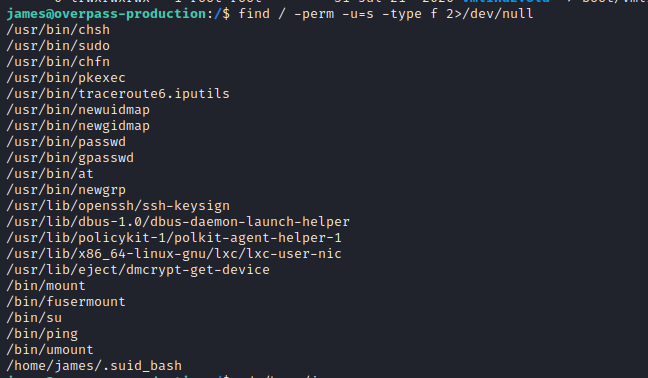 james@overpass-production:/$ find / -perm -u=s -type f 2>/dev/null
/usr/bin/chsh
/usr/bin/sudo
/usr/bin/chfn
/usr/bin/pkexec
/usr/bin/traceroute6.iputils
/usr/bin/newuidmap
/usr/bin/newgidmap
/usr/bin/passwd
/usr/bin/gpasswd
/usr/bin/at
/usr/bin/newgrp
/usr/lib/openssh/ssh-keysign
/usr/lib/dbus-1.0/dbus-daemon-launch-helper
/usr/lib/policykit-1/polkit-agent-helper-1
/usr/lib/x86_64-linux-gnu/lxc/lxc-user-nic
/usr/lib/eject/dmcrypt-get-device
/bin/mount
/bin/fusermount
/bin/su
/bin/ping
/bin/umount
/home/james/.suid_bash